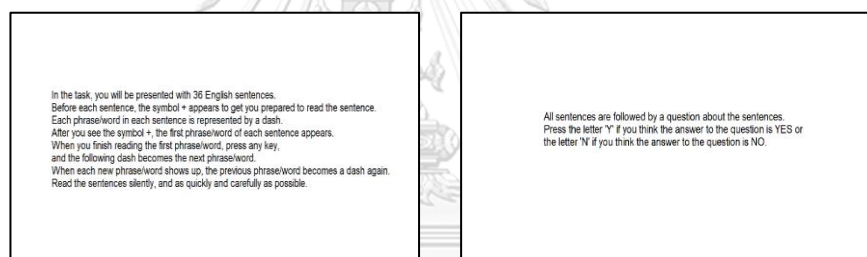 In the task, you will be presented with 36 English sentences.
Before each sentence, the symbol + appears to get you prepared to read the sentence.
Each phrase/word in each sentence is represented by a dash.
After you see the symbol +, the first phrase/word of each sentence appears.
When you finish reading the first phrase/word, press any key,
and the following dash becomes the next phrase/word.
When each new phrase/word shows up, the previous phrase/word becomes a dash again.
Read the sentences silently, and as quickly and carefully as possible.
All sentences are followed by a question about the sentences.
Press the letter 'Y' if you think the answer to the question is YES or
the letter 'N' if you think the answer to the question is NO.